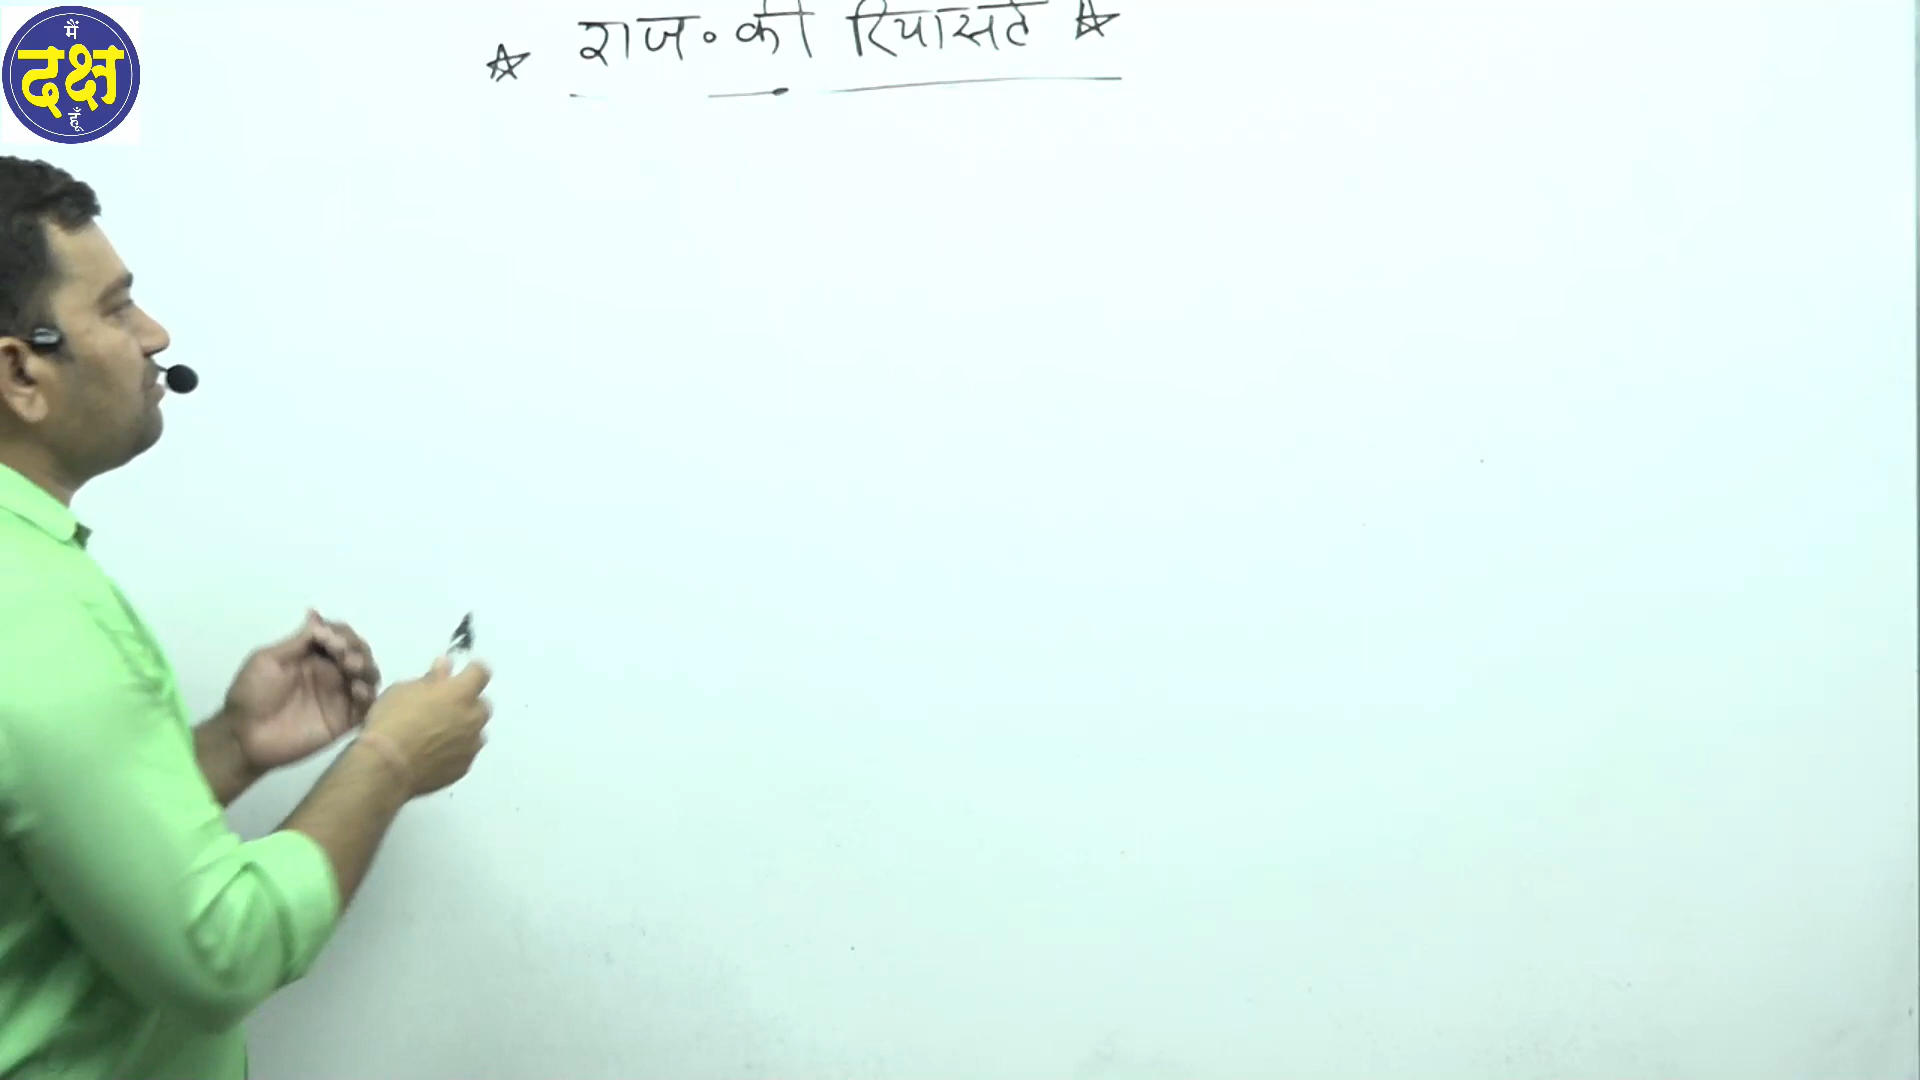 मैं
दक्ष
हूँ
☆ राज॰ की रियासतें ☆